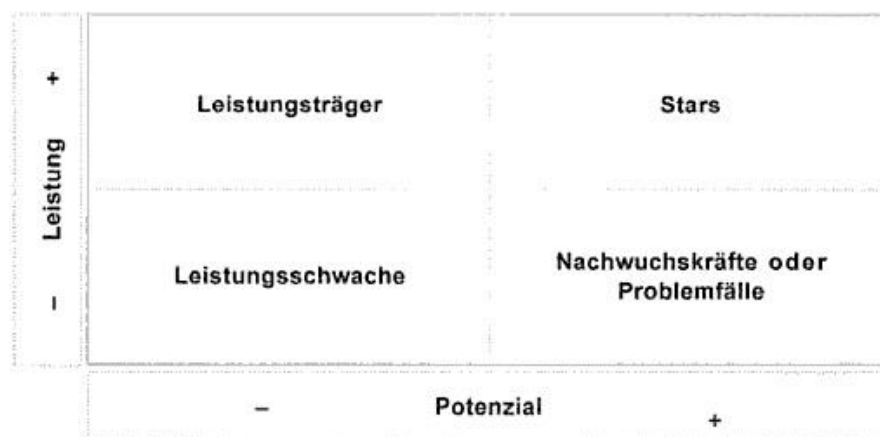 +
Leistung
–
Leistungsträger
Stars
Leistungsschwache
Nachwuchskräfte oder
Problemfälle
–
Potenzial
+